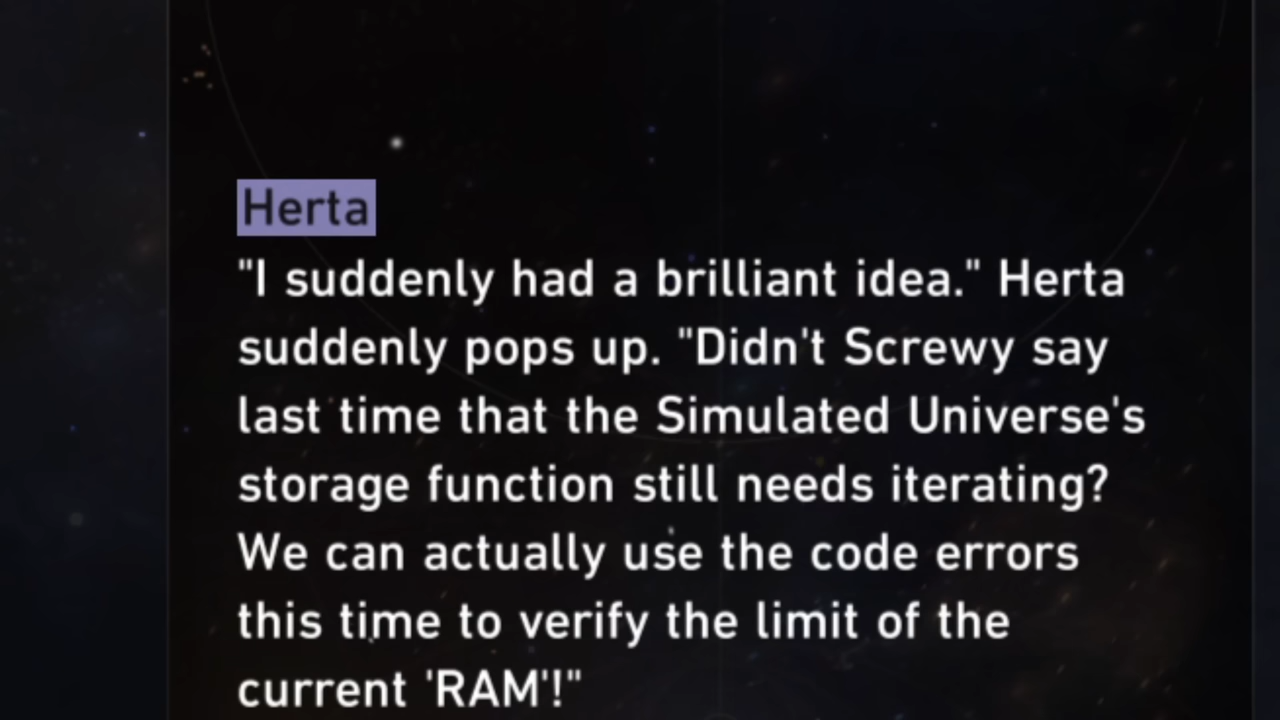 Herta
"I suddenly had a brilliant idea." Herta
suddenly pops up. "Didn't Screwy say
last time that the Simulated Universe's
storage function still needs iterating?
We can actually use the code errors
this time to verify the limit of the
current 'RAM'!"